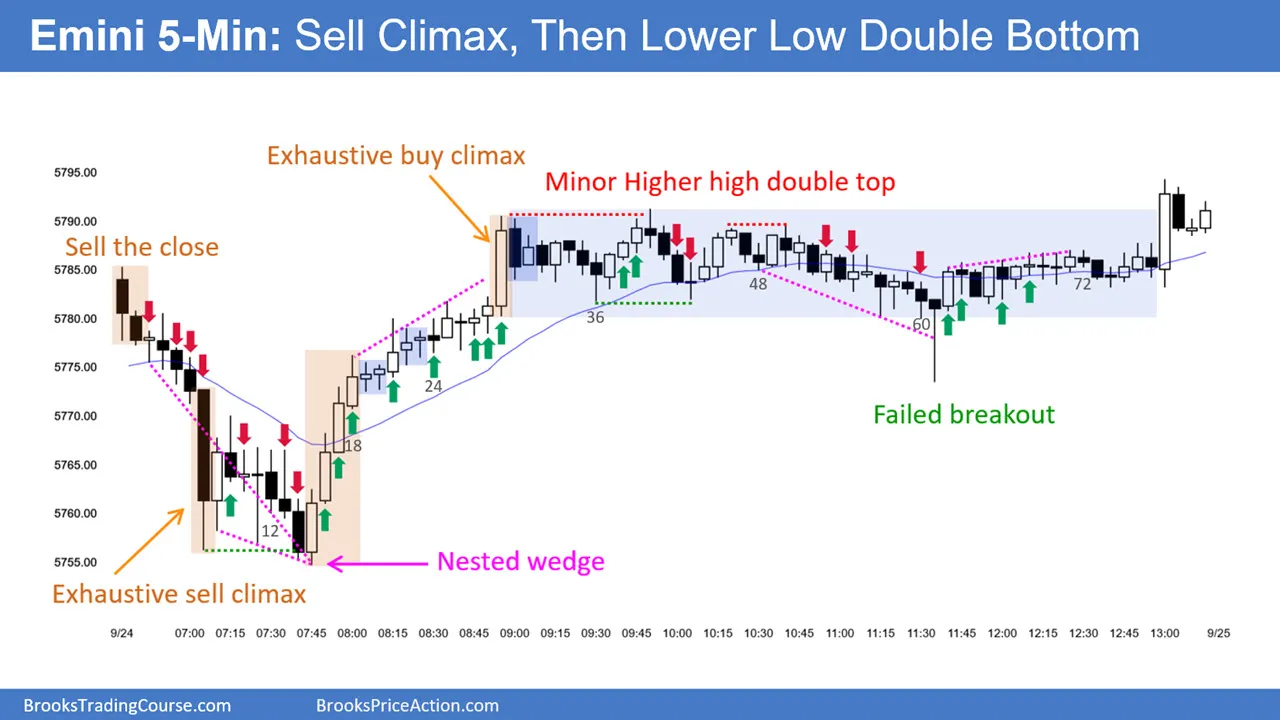 Emini 5-Min: Sell Climax, Then Lower Low Double Bottom
Exhaustive buy climax
Minor Higher high double top
Sell the close
5795.00
5790.00
5785.00
5780.00
5775.00
5770.00
5765.00
5760.00
5755.00
12
18
24
36
48
60
72
Failed breakout
Nested wedge
Exhaustive sell climax
9/24 07:00 07:15 07:30 07:45 08:00 08:15 08:30 08:45 09:00 09:15 09:30 09:45 10:00 10:15 10:30 10:45 11:00 11:15 11:30 11:45 12:00 12:15 12:30 12:45 13:00 9/25
BrooksTradingCourse.com BrooksPriceAction.com